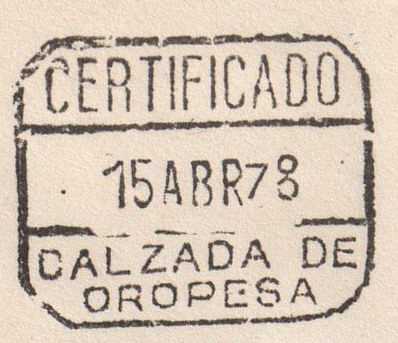 CERTIFICADO
15ABR78
CALZADA DE
OROPESA